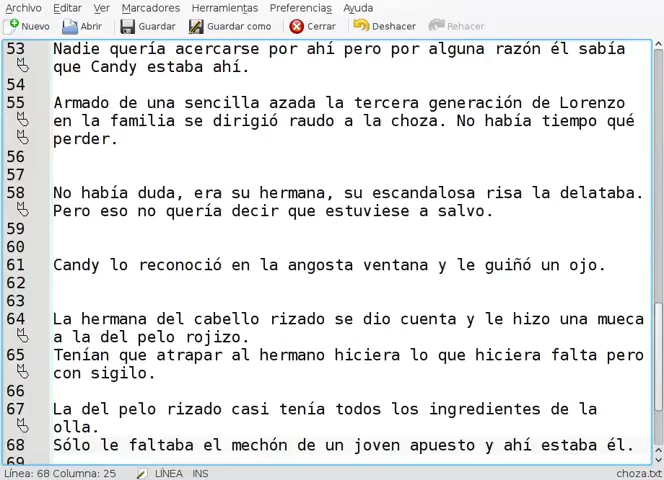 Archivo Editar Ver Marcadores Herramientas Preferencias Ayuda
Nuevo Abrir Guardar Guardar como Cerrar Deshacer Rehacer
53 Nadie quería acercarse por ahí pero por alguna razón él sabía
que Candy estaba ahí.
54
55 Armado de una sencilla azada la tercera generación de Lorenzo
en la familia se dirigió raudo a la choza. No había tiempo qué
perder.
56
57
58 No había duda, era su hermana, su escandalosa risa la delataba.
Pero eso no quería decir que estuviese a salvo.
59
60
61 Candy lo reconoció en la angosta ventana y le guiñó un ojo.
62
63
64 La hermana del cabello rizado se dio cuenta y le hizo una mueca
a la del pelo rojizo.
65 Tenían que atrapar al hermano hiciera lo que hiciera falta pero
con sigilo.
66
67 La del pelo rizado casi tenía todos los ingredientes de la
olla.
68 Sólo le faltaba el mechón de un joven apuesto y ahí estaba él.
69
Línea: 68 Columna: 25 LÍNEA INS choza.txt